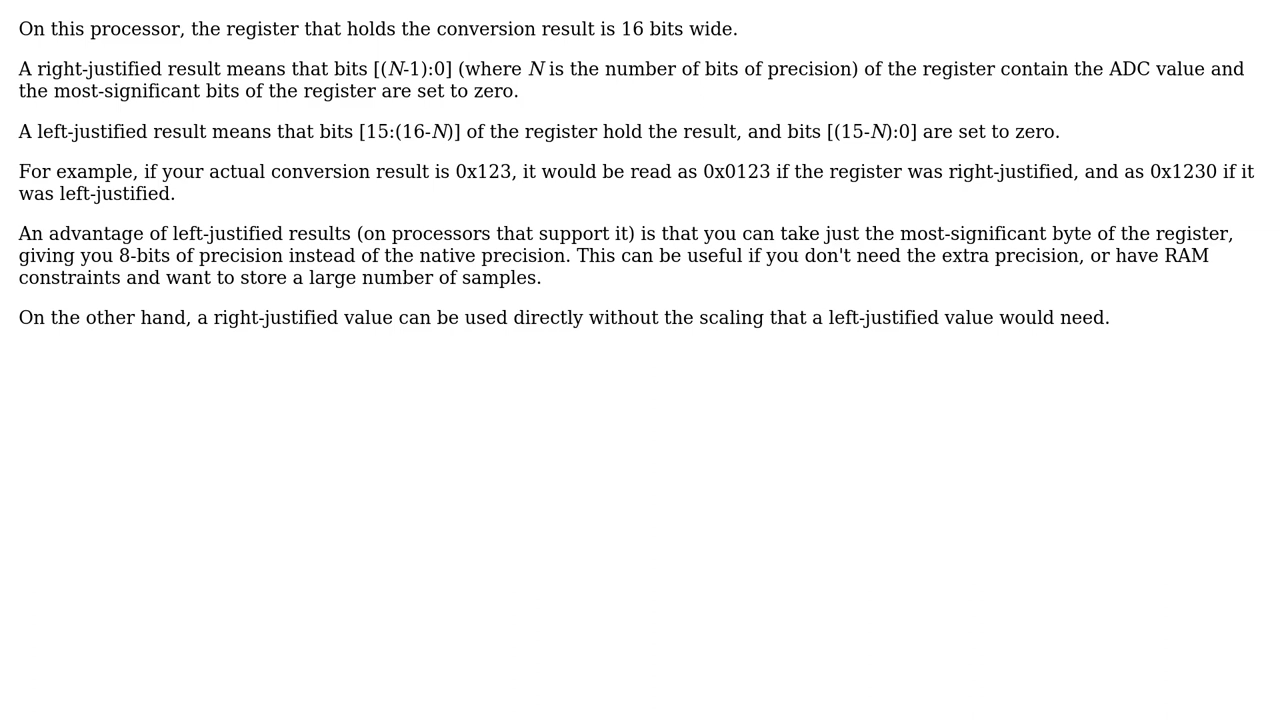 On this processor, the register that holds the conversion result is 16 bits wide.
A right-justified result means that bits [(N-1):0] (where N is the number of bits of precision) of the register contain the ADC value and
the most-significant bits of the register are set to zero.
A left-justified result means that bits [15:(16-N)] of the register hold the result, and bits [(15-N):0] are set to zero.
For example, if your actual conversion result is 0x123, it would be read as 0x0123 if the register was right-justified, and as 0x1230 if it
was left-justified.
An advantage of left-justified results (on processors that support it) is that you can take just the most-significant byte of the register,
giving you 8-bits of precision instead of the native precision. This can be useful if you don't need the extra precision, or have RAM
constraints and want to store a large number of samples.
On the other hand, a right-justified value can be used directly without the scaling that a left-justified value would need.